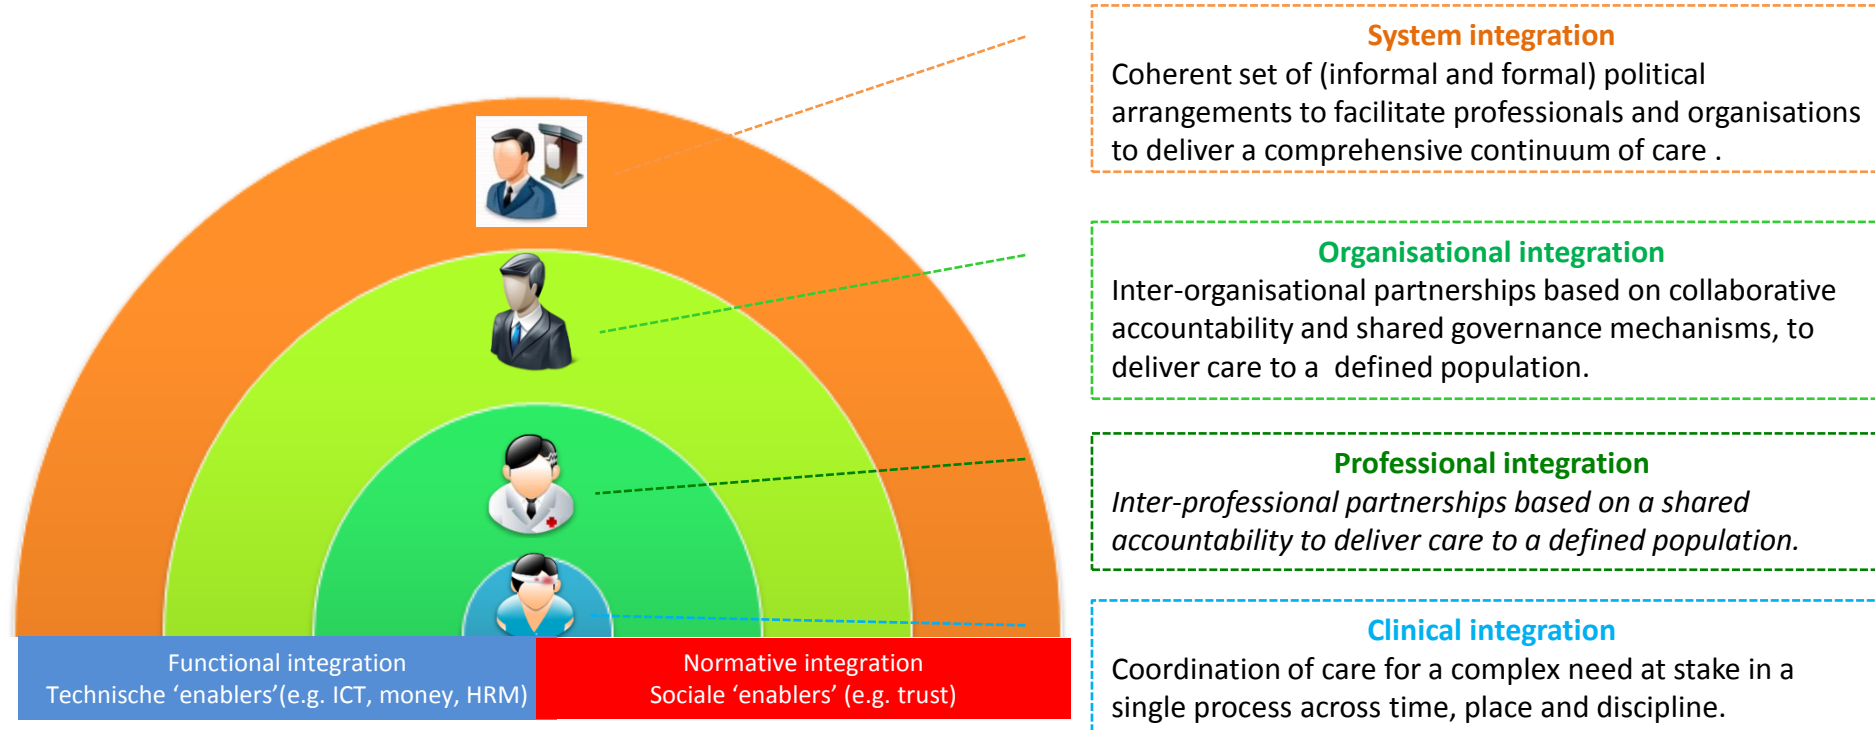 System integration
Coherent set of (informal and formal) political
arrangements to facilitate professionals and organisations
to deliver a comprehensive continuum of care .
Organisational integration
Inter-organisational partnerships based on collaborative
accountability and shared governance mechanisms, to
deliver care to a  defined population.
Professional integration
Inter-professional partnerships based on a shared
accountability to deliver care to a defined population.
Clinical integration
Coordination of care for a complex need at stake in a
single process across time, place and discipline.
Functional integration
Technische ‘enablers’(e.g. ICT, money, HRM)
Normative integration
Sociale ‘enablers’ (e.g. trust)